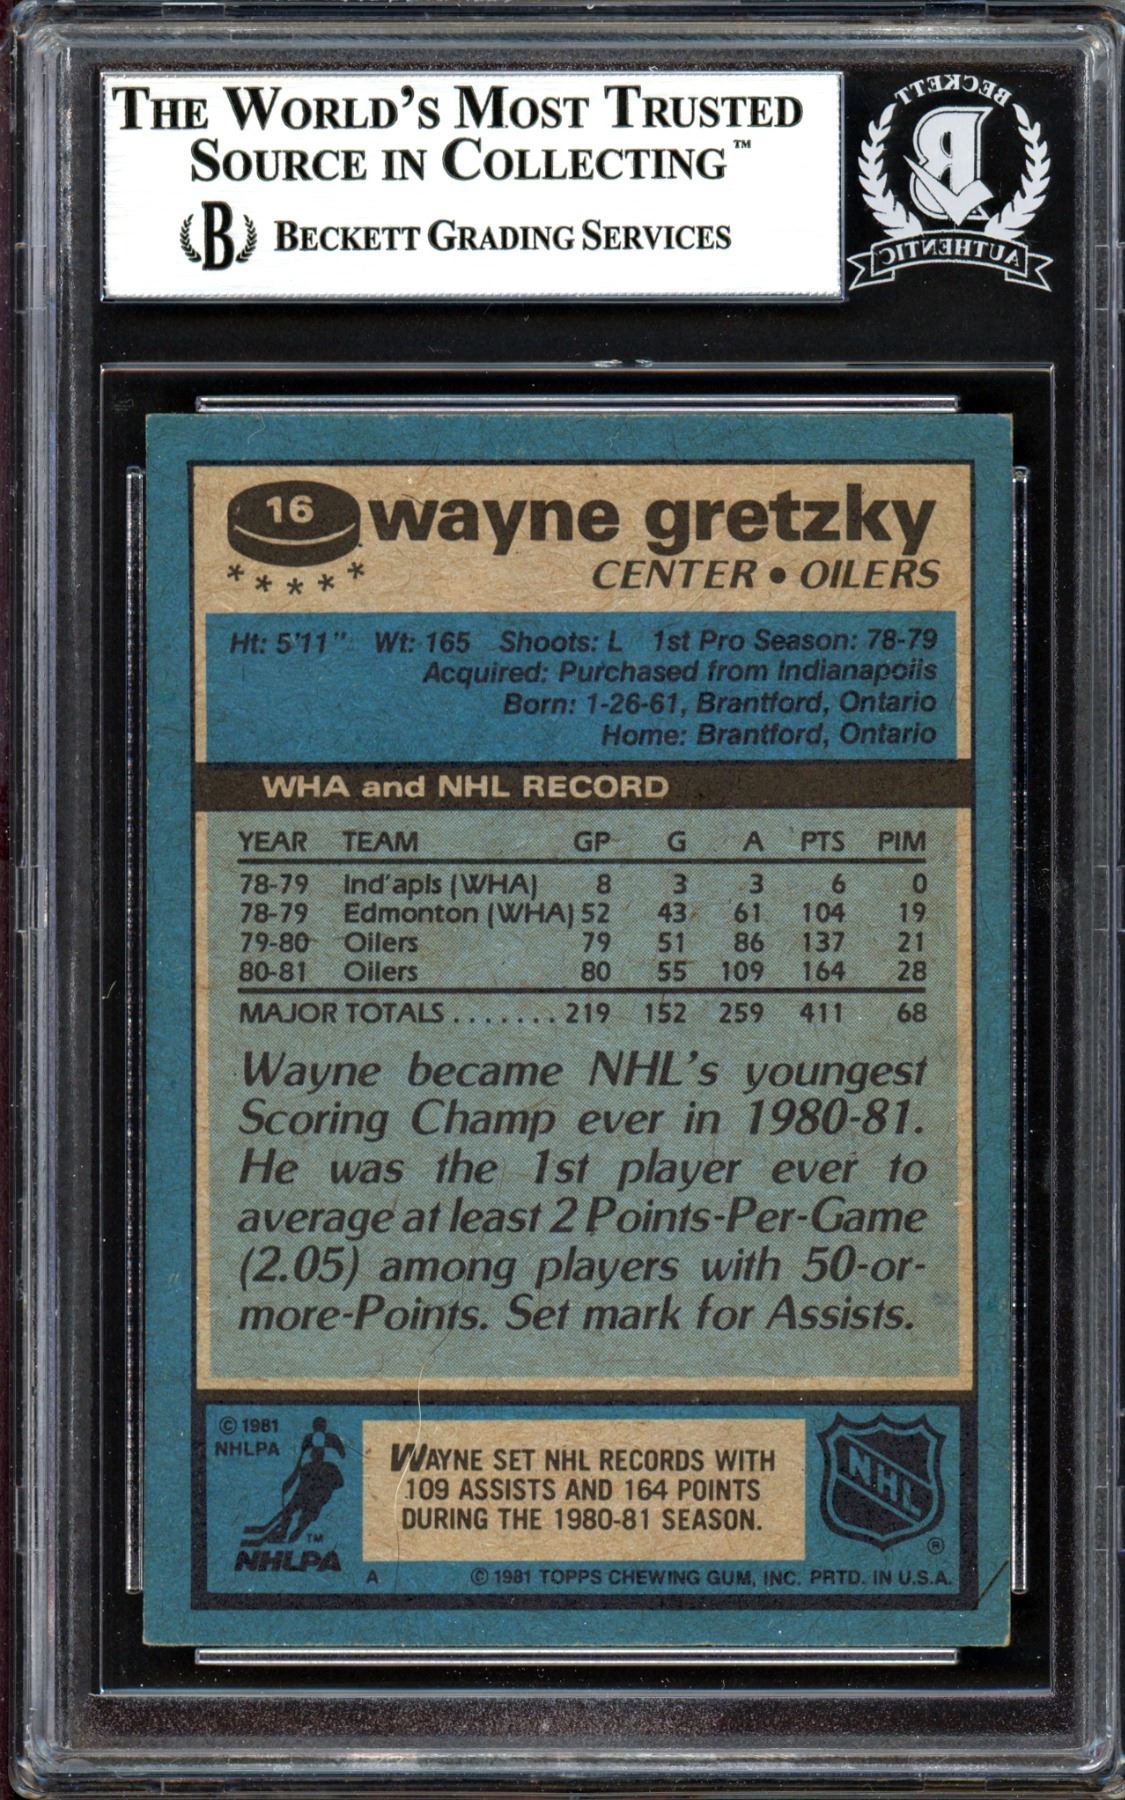 THE WORLD'S MOST TRUSTED
SOURCE IN COLLECTING™
B BECKETT GRADING SERVICES
BECKETT
B
AUTHENTIC
16 wayne gretzky
* * * * *
CENTER • OILERS
Ht: 5'11" Wt: 165 Shoots: L 1st Pro Season: 78-79
Acquired: Purchased from Indianapolis
Born: 1-26-61, Brantford, Ontario
Home: Brantford, Ontario
WHA and NHL RECORD
YEAR TEAM GP G A PTS PIM
78-79 Ind'apls (WHA) 8 3 3 6 0
78-79 Edmonton (WHA) 52 43 61 104 19
79-80 Oilers 79 51 86 137 21
80-81 Oilers 80 55 109 164 28
MAJOR TOTALS ....... 219 152 259 411 68
Wayne became NHL's youngest
Scoring Champ ever in 1980-81.
He was the 1st player ever to
average at least 2 Points-Per-Game
(2.05) among players with 50-or-
more-Points. Set mark for Assists.
© 1981
NHLPA
™
NHLPA
WAYNE SET NHL RECORDS WITH
109 ASSISTS AND 164 POINTS
DURING THE 1980-81 SEASON.
NHL
®
A © 1981 TOPPS CHEWING GUM, INC. PRTD. IN U.S.A.